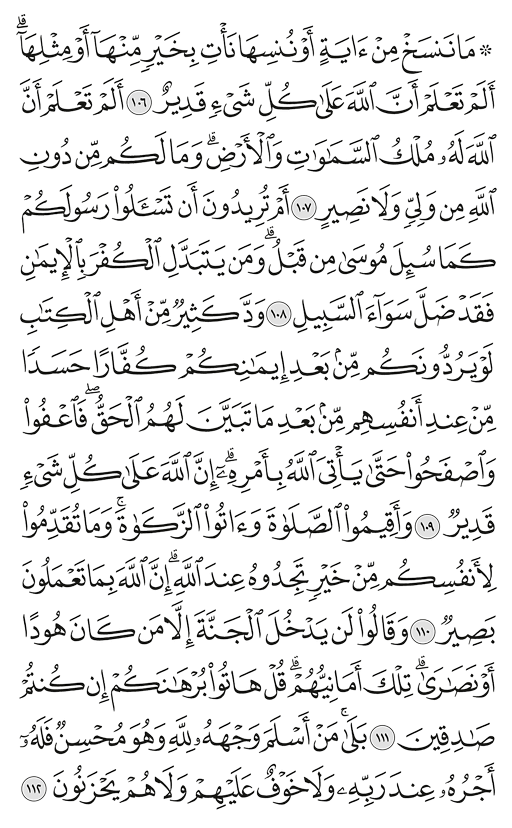 ۞ مَا نَنسَخْ مِنْ ءَايَةٍ أَوْ نُنسِهَا نَأْتِ بِخَيْرٍ مِّنْهَآ أَوْ مِثْلِهَآۗ
أَلَمْ تَعْلَمْ أَنَّ ٱللَّهَ عَلَىٰ كُلِّ شَىْءٍ قَدِيرٌ ١٠٦ أَلَمْ تَعْلَمْ أَنَّ
ٱللَّهَ لَهُۥ مُلْكُ ٱلسَّمَٰوَٰتِ وَٱلْأَرْضِۗ وَمَا لَكُم مِّن دُونِ
ٱللَّهِ مِن وَلِىٍّ وَلَا نَصِيرٍ ١٠٧ أَمْ تُرِيدُونَ أَن تَسْـَٔلُوا۟ رَسُولَكُمْ
كَمَا سُئِلَ مُوسَىٰ مِن قَبْلُۗ وَمَن يَتَبَدَّلِ ٱلْكُفْرَ بِٱلْإِيمَٰنِ
فَقَدْ ضَلَّ سَوَآءَ ٱلسَّبِيلِ ١٠٨ وَدَّ كَثِيرٌ مِّنْ أَهْلِ ٱلْكِتَٰبِ
لَوْ يَرُدُّونَكُم مِّنۢ بَعْدِ إِيمَٰنِكُمْ كُفَّارًا حَسَدًا
مِّنْ عِندِ أَنفُسِهِم مِّنۢ بَعْدِ مَا تَبَيَّنَ لَهُمُ ٱلْحَقُّۖ فَٱعْفُوا۟
وَٱصْفَحُوا۟ حَتَّىٰ يَأْتِىَ ٱللَّهُ بِأَمْرِهِۦٓۗ إِنَّ ٱللَّهَ عَلَىٰ كُلِّ شَىْءٍ
قَدِيرٌ ١٠٩ وَأَقِيمُوا۟ ٱلصَّلَوٰةَ وَءَاتُوا۟ ٱلزَّكَوٰةَۚ وَمَا تُقَدِّمُوا۟
لِأَنفُسِكُم مِّنْ خَيْرٍ تَجِدُوهُ عِندَ ٱللَّهِۗ إِنَّ ٱللَّهَ بِمَا تَعْمَلُونَ
بَصِيرٌ ١١٠ وَقَالُوا۟ لَن يَدْخُلَ ٱلْجَنَّةَ إِلَّا مَن كَانَ هُودًا
أَوْ نَصَٰرَىٰۗ تِلْكَ أَمَانِيُّهُمْۗ قُلْ هَاتُوا۟ بُرْهَٰنَكُمْ إِن كُنتُمْ
صَٰدِقِينَ ١١١ بَلَىٰۚ مَنْ أَسْلَمَ وَجْهَهُۥ لِلَّهِ وَهُوَ مُحْسِنٌ فَلَهُۥٓ
أَجْرُهُۥ عِندَ رَبِّهِۦ وَلَا خَوْفٌ عَلَيْهِمْ وَلَا هُمْ يَحْزَنُونَ ١١٢